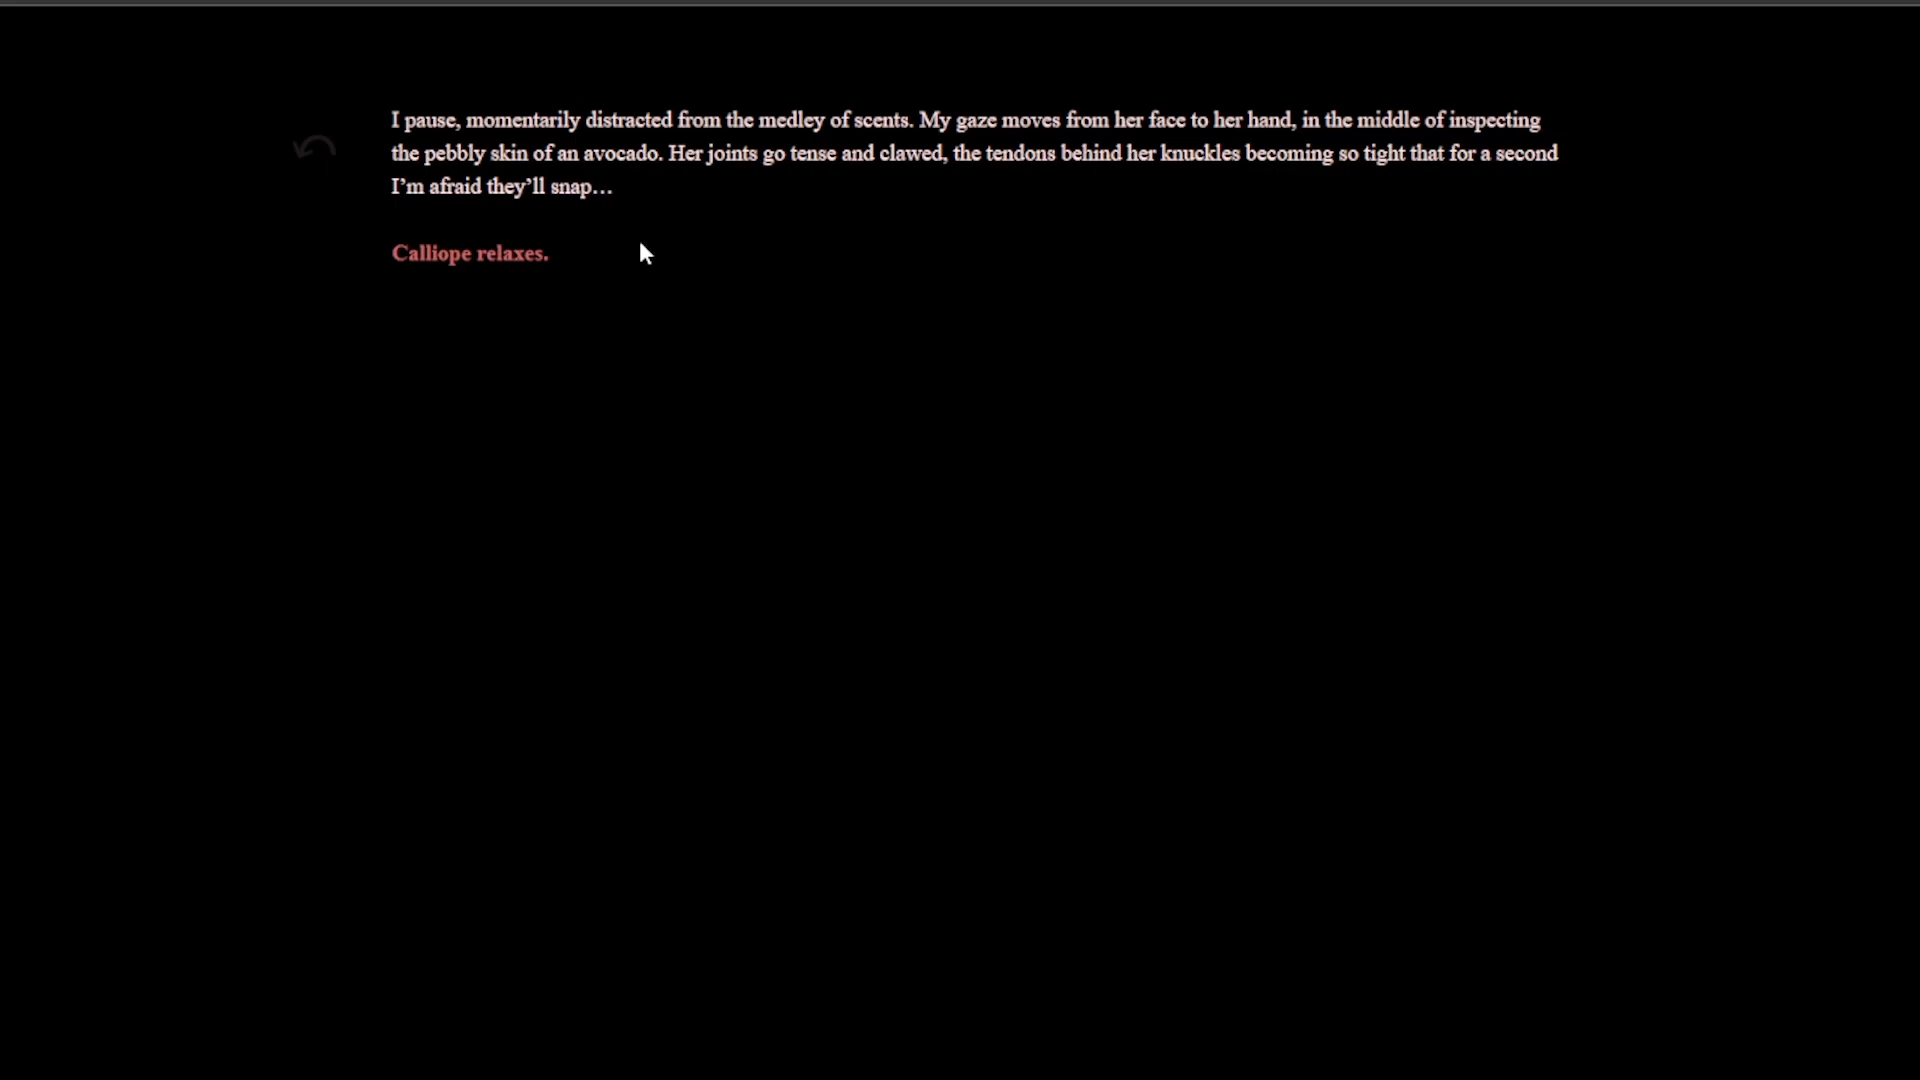 I pause, momentarily distracted from the medley of scents. My gaze moves from her face to her hand, in the middle of inspecting
the pebbly skin of an avocado. Her joints go tense and clawed, the tendons behind her knuckles becoming so tight that for a second
I’m afraid they’ll snap…
Calliope relaxes.